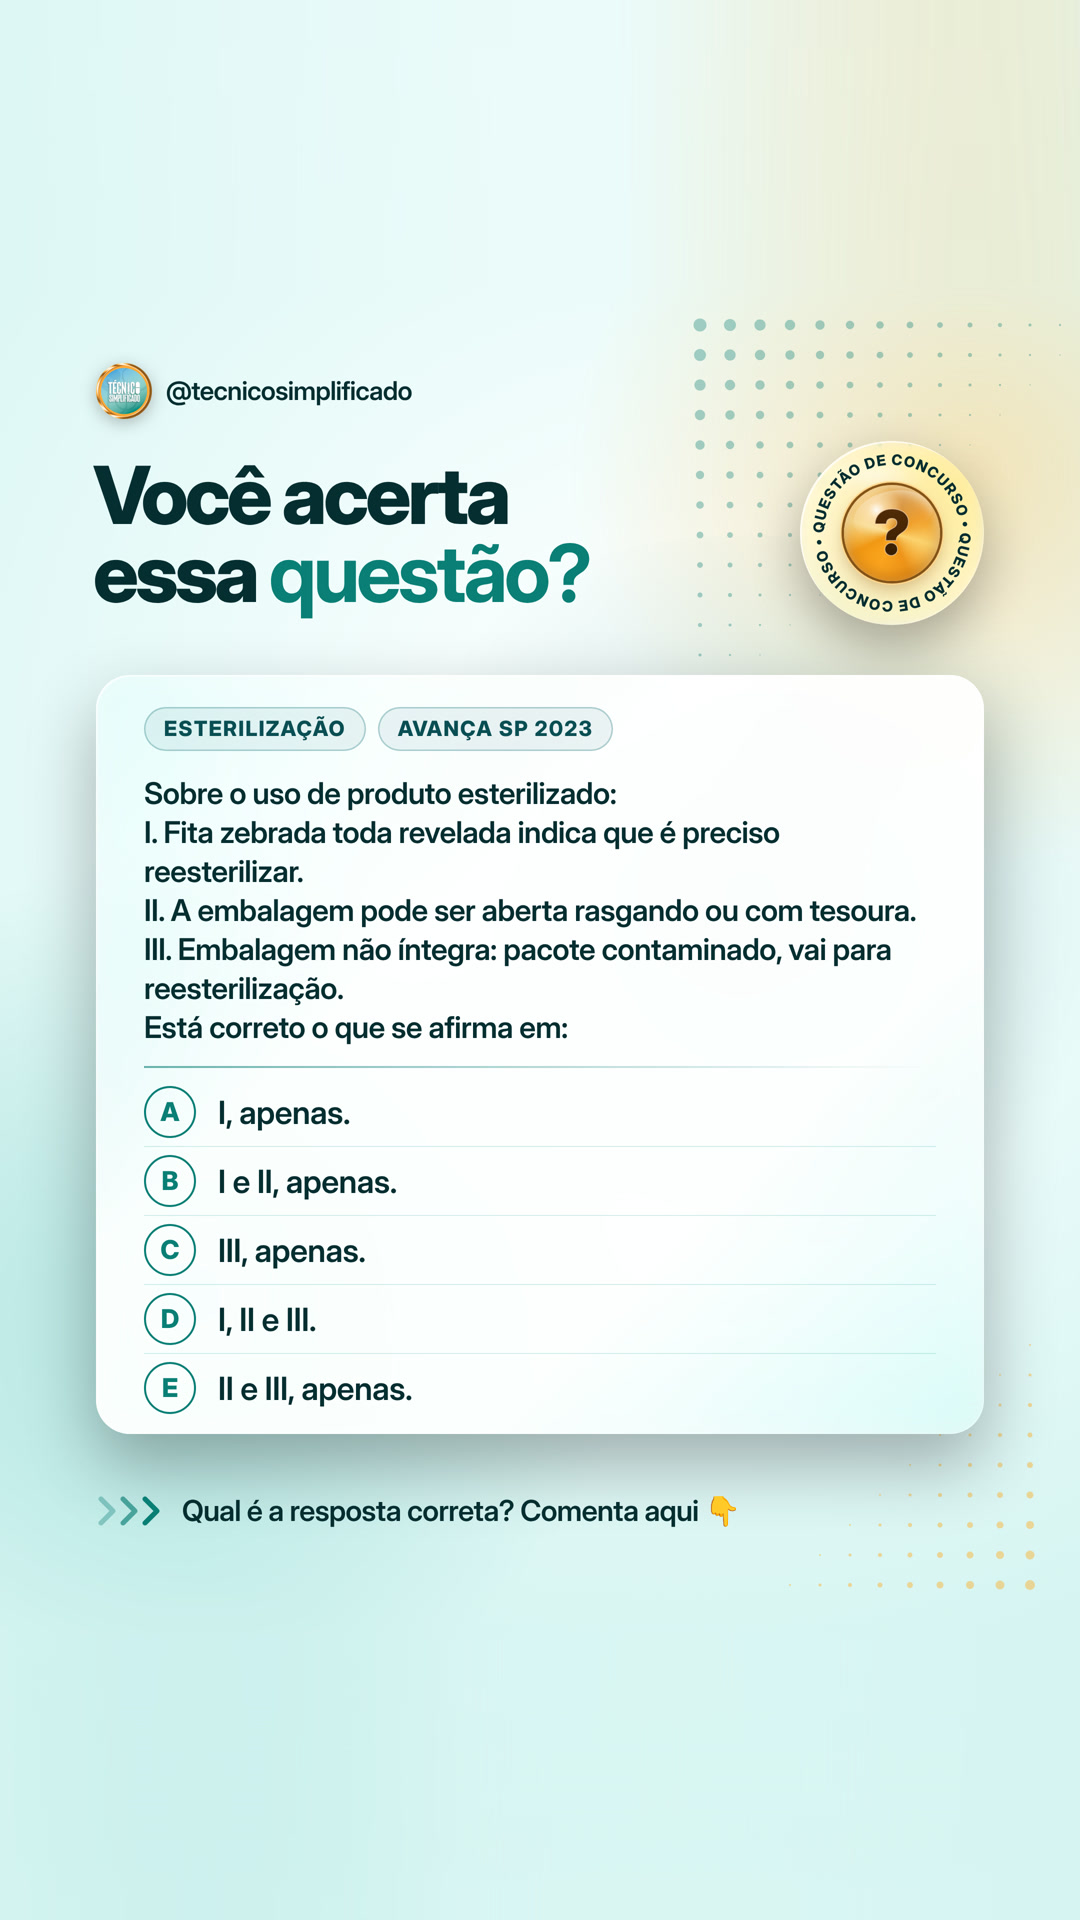 TÉCNICO
SIMPLIFICADO
@tecnicosimplificado
Você acerta
essa questão?
QUESTÃO DE CONCURSO • QUESTÃO DE CONCURSO •
?
ESTERILIZAÇÃO
AVANÇA SP 2023
Sobre o uso de produto esterilizado:
I. Fita zebrada toda revelada indica que é preciso
reesterilizar.
II. A embalagem pode ser aberta rasgando ou com tesoura.
III. Embalagem não íntegra: pacote contaminado, vai para
reesterilização.
Está correto o que se afirma em:
A I, apenas.
B I e II, apenas.
C III, apenas.
D I, II e III.
E II e III, apenas.
Qual é a resposta correta? Comenta aqui 👇